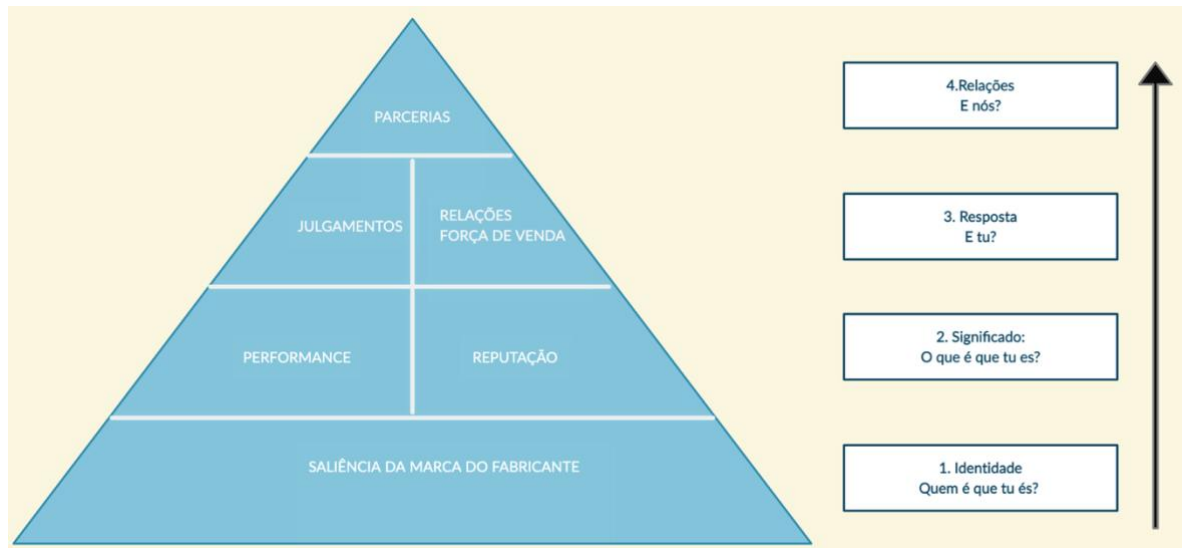 PARCERIAS
JULGAMENTOS
RELAÇÕES
FORÇA DE VENDA
PERFORMANCE
REPUTAÇÃO
SALIÊNCIA DA MARCA DO FABRICANTE
4.Relações
E nós?
3. Resposta
E tu?
2. Significado:
O que é que tu es?
1. Identidade
Quem é que tu és?